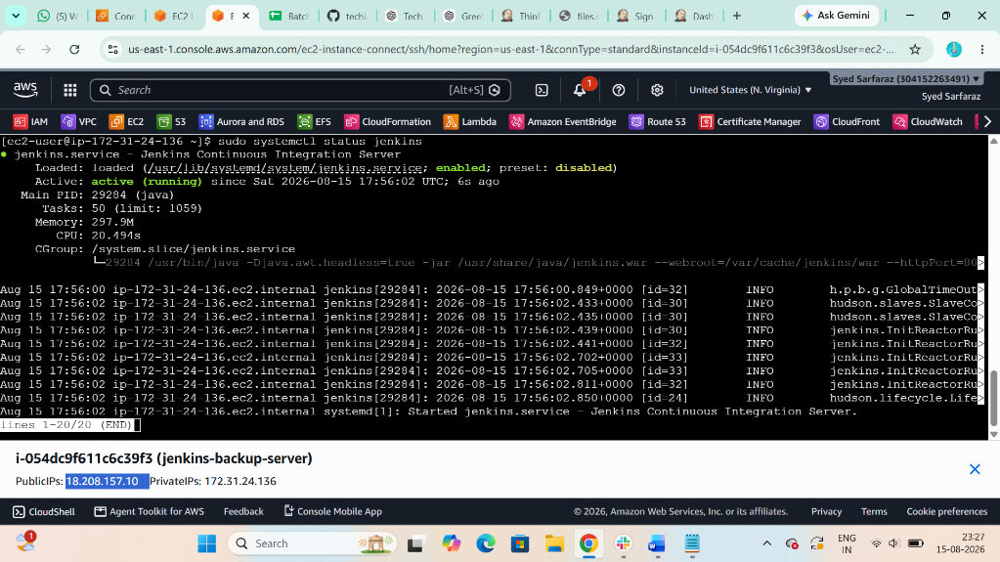 (5) W
Conn
EC2
E
Batch
techi
Tech
Greet
Thinl
files.s
Sign
Dash
Ask Gemini
us-east-1.console.aws.amazon.com/ec2-instance-connect/ssh/home?region=us-east-1&connType=standard&instanceId=i-054dc9f611c6c39f3&osUser=ec2-...
aws
Search
[Alt+S]
1
United States (N. Virginia)
Syed Sarfaraz (304152263491)
Syed Sarfaraz
IAM VPC EC2 S3 Aurora and RDS EFS CloudFormation Lambda Amazon EventBridge Route 53 Certificate Manager CloudFront CloudWatch
[ec2-user@ip-172-31-24-136 ~]$ sudo systemctl status jenkins
● jenkins.service - Jenkins Continuous Integration Server
Loaded: loaded (/usr/lib/systemd/system/jenkins.service; enabled; preset: disabled)
Active: active (running) since Sat 2026-08-15 17:56:02 UTC; 6s ago
Main PID: 29284 (java)
Tasks: 50 (limit: 1059)
Memory: 297.9M
CPU: 20.494s
CGroup: /system.slice/jenkins.service
└─29284 /usr/bin/java -Djava.awt.headless=true -jar /usr/share/java/jenkins.war --webroot=/var/cache/jenkins/war --httpPort=80>
Aug 15 17:56:00 ip-172-31-24-136.ec2.internal jenkins[29284]: 2026-08-15 17:56:00.849+0000 [id=32] INFO h.p.b.g.GlobalTimeOut>
Aug 15 17:56:02 ip-172-31-24-136.ec2.internal jenkins[29284]: 2026-08-15 17:56:02.433+0000 [id=30] INFO hudson.slaves.SlaveCo>
Aug 15 17:56:02 ip-172-31-24-136.ec2.internal jenkins[29284]: 2026-08-15 17:56:02.435+0000 [id=30] INFO hudson.slaves.SlaveCo>
Aug 15 17:56:02 ip-172-31-24-136.ec2.internal jenkins[29284]: 2026-08-15 17:56:02.439+0000 [id=30] INFO jenkins.InitReactorRu>
Aug 15 17:56:02 ip-172-31-24-136.ec2.internal jenkins[29284]: 2026-08-15 17:56:02.441+0000 [id=32] INFO jenkins.InitReactorRu>
Aug 15 17:56:02 ip-172-31-24-136.ec2.internal jenkins[29284]: 2026-08-15 17:56:02.702+0000 [id=33] INFO jenkins.InitReactorRu>
Aug 15 17:56:02 ip-172-31-24-136.ec2.internal jenkins[29284]: 2026-08-15 17:56:02.705+0000 [id=33] INFO jenkins.InitReactorRu>
Aug 15 17:56:02 ip-172-31-24-136.ec2.internal jenkins[29284]: 2026-08-15 17:56:02.811+0000 [id=32] INFO jenkins.InitReactorRu>
Aug 15 17:56:02 ip-172-31-24-136.ec2.internal jenkins[29284]: 2026-08-15 17:56:02.850+0000 [id=24] INFO hudson.lifecycle.Life>
Aug 15 17:56:02 ip-172-31-24-136.ec2.internal systemd[1]: Started jenkins.service - Jenkins Continuous Integration Server.
lines 1-20/20 (END)
i-054dc9f611c6c39f3 (jenkins-backup-server)
PublicIPs: 18.208.157.10 PrivateIPs: 172.31.24.136
CloudShell Agent Toolkit for AWS Feedback Console Mobile App © 2026, Amazon Web Services, Inc. or its affiliates. Privacy Terms Cookie preferences
1
Search
ENG
IN
23:27
15-08-2026